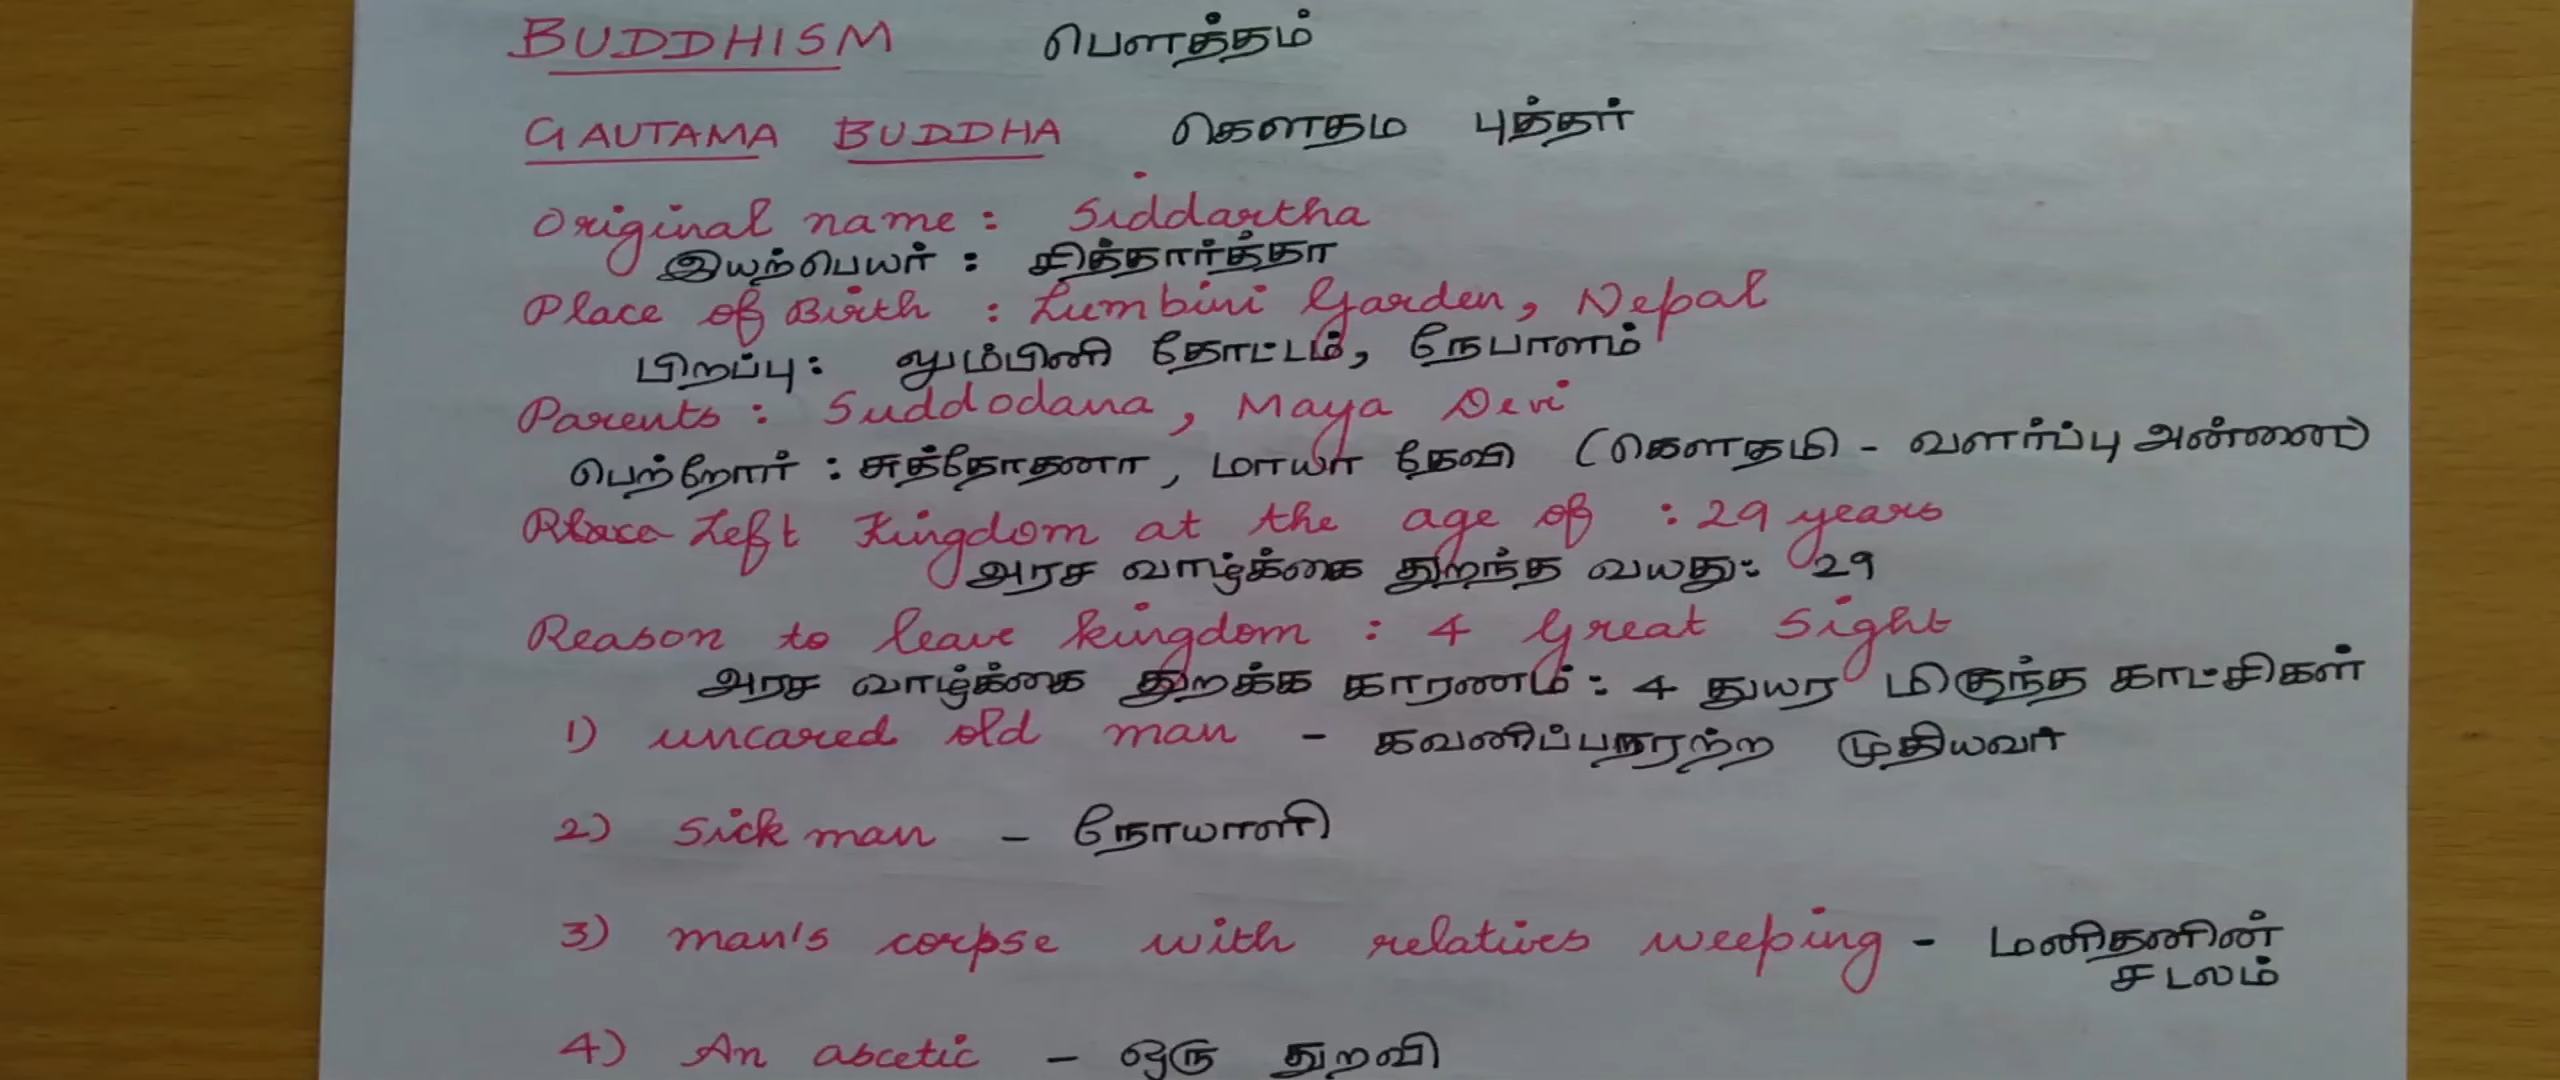 BUDDHISM பௌத்தம்
GAUTAMA BUDDHA கௌதம புத்தர்
Original name : Siddartha
இயற்பெயர் : சித்தார்த்தா
Place of Birth : Lumbini Garden, Nepal
பிறப்பு : லும்பினி தோட்டம், நேபாளம்
Parents : Suddodana, Maya Devi
பெற்றோர் : சுத்தோதனா, மாயா தேவி (கௌதமி - வளர்ப்பு அன்னை)
Left Kingdom at the age of : 29 years
அரச வாழ்க்கை துறந்த வயது : 29
Reason to leave kingdom : 4 Great Sight
அரச வாழ்க்கை துறக்க காரணம் : 4 துயர மிகுந்த காட்சிகள்
1) uncared old man - முதியவர்
2) Sick man - நோயாளி
3) man's corpse with relatives weeping - மனிதனின்
சடலம்
4) An ascetic - ஒரு துறவி